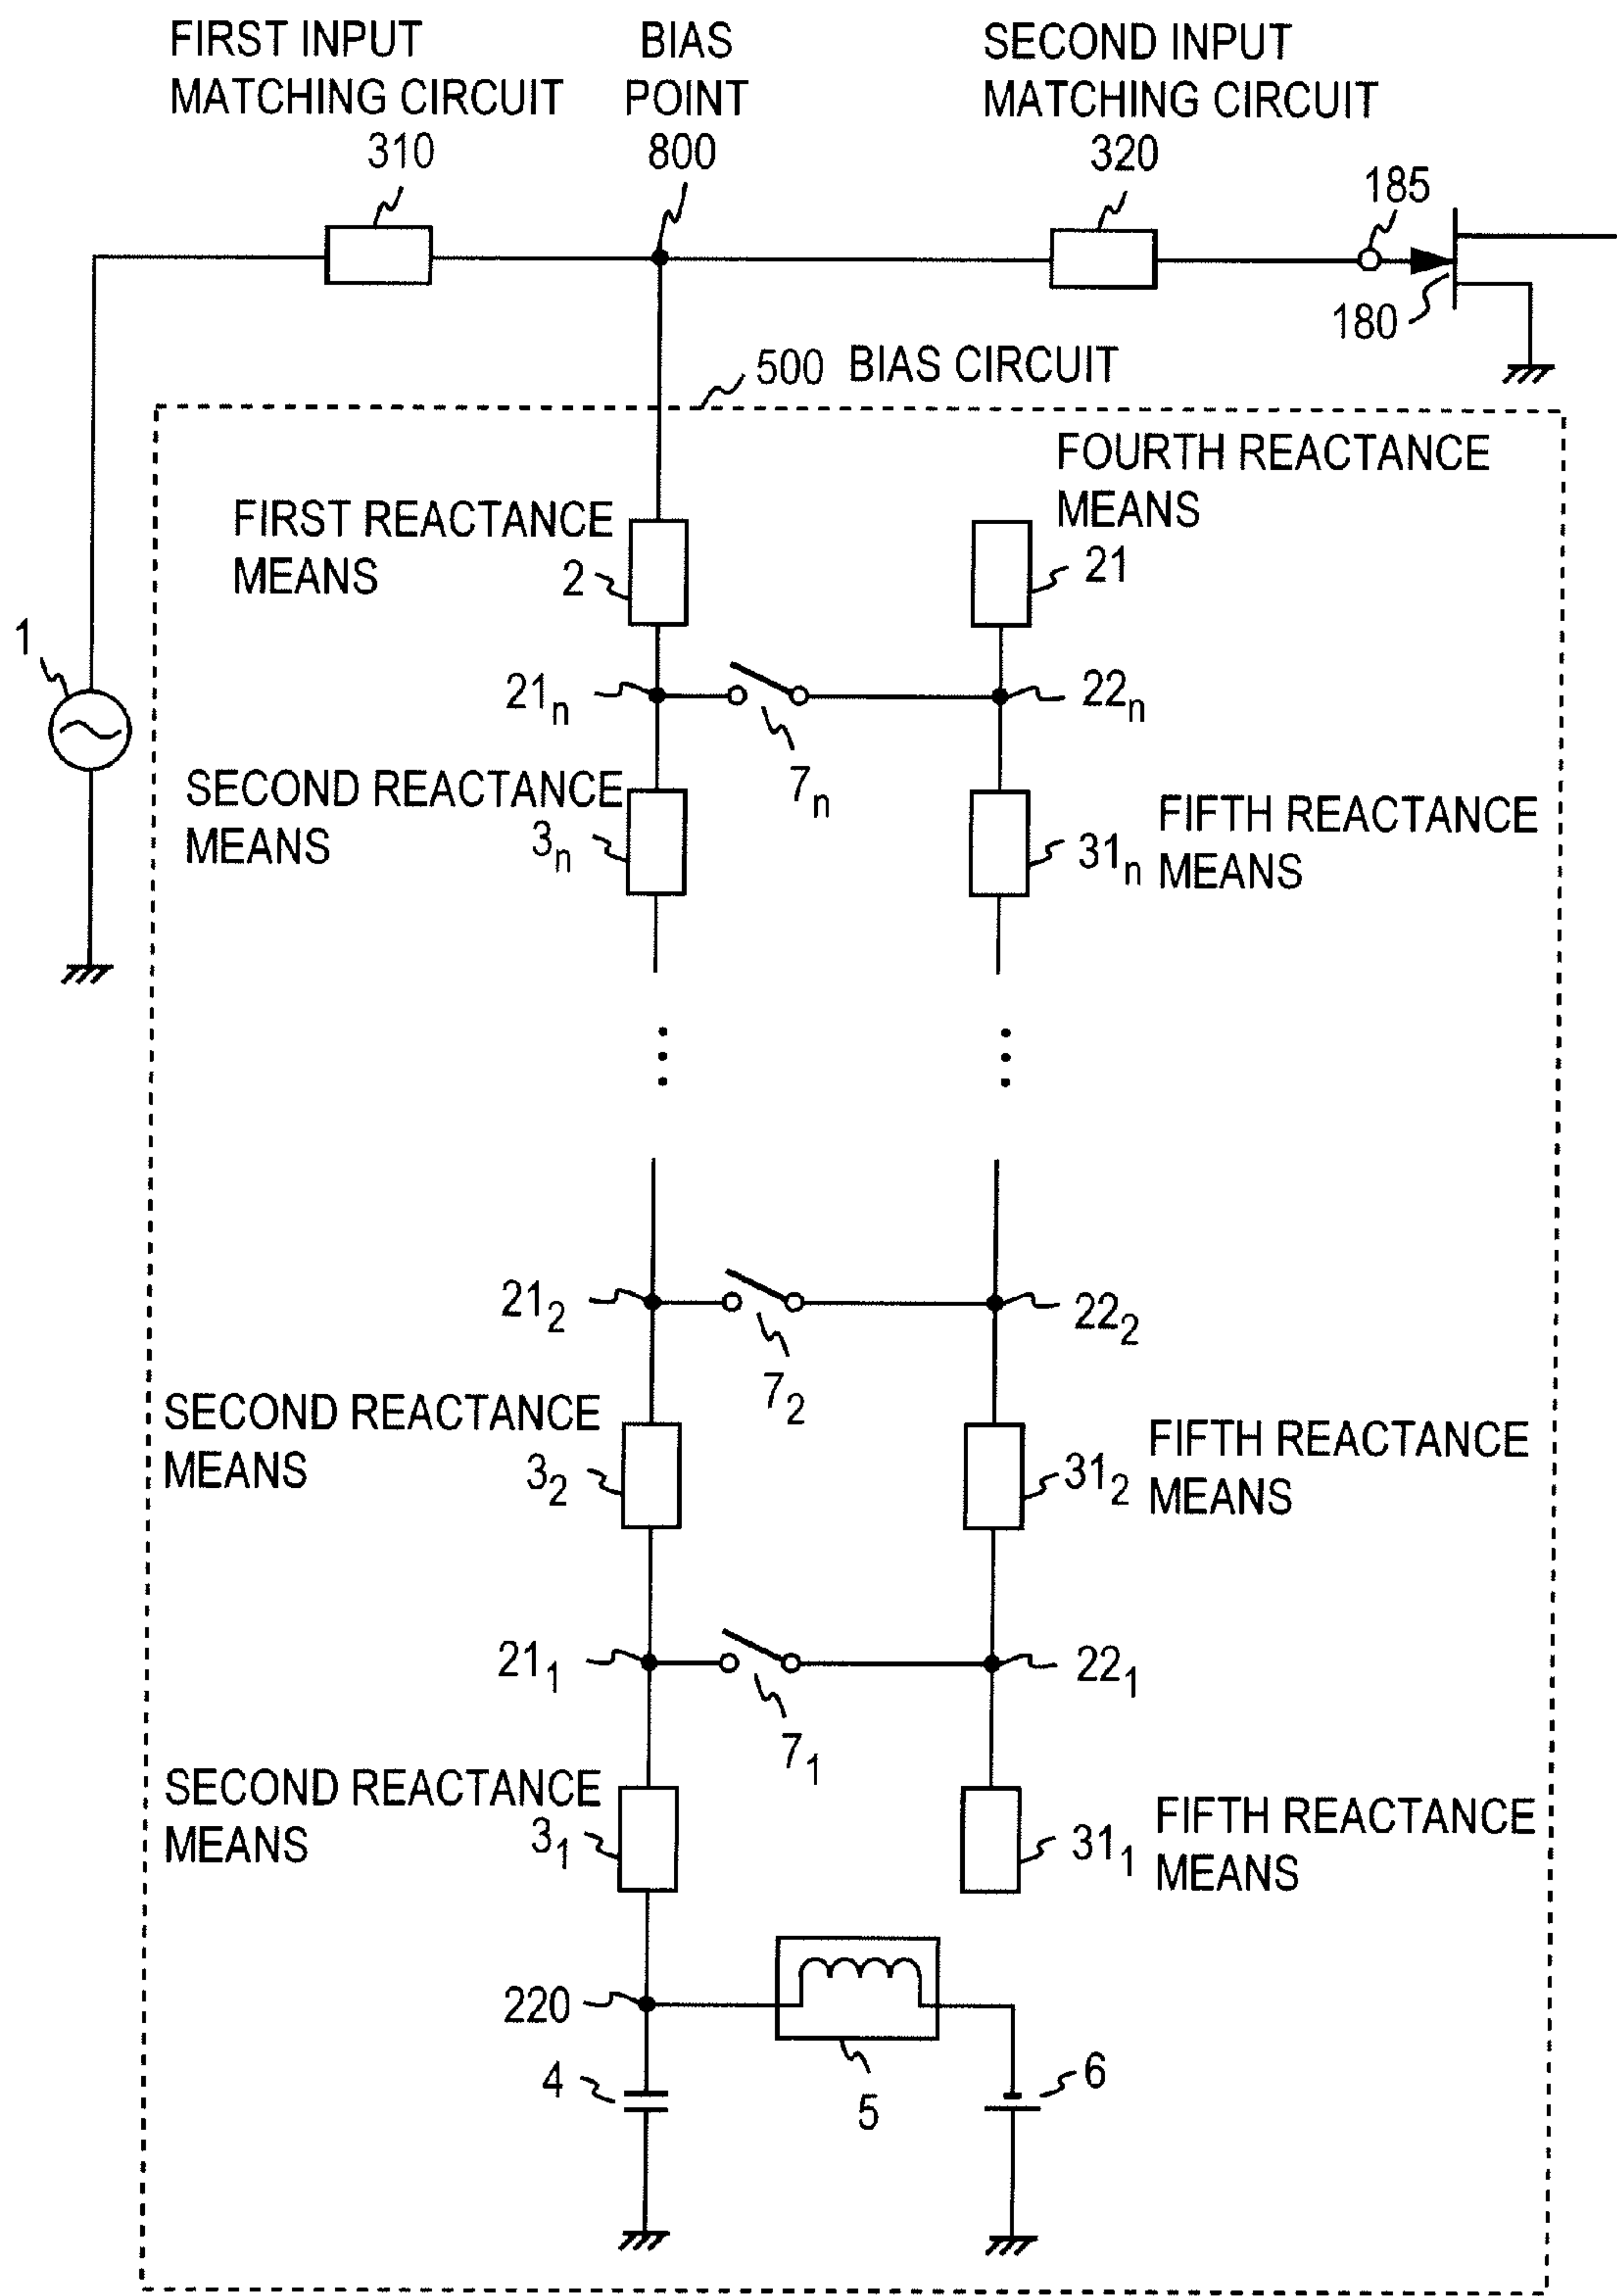 FIRST INPUT
MATCHING CIRCUIT
310
BIAS
POINT
800
SECOND INPUT
MATCHING CIRCUIT
320
185
180
500 BIAS CIRCUIT
FOURTH REACTANCE
MEANS
21
FIRST REACTANCE
MEANS
2
1
21n
7n
22n
SECOND REACTANCE
MEANS
3n
31n
FIFTH REACTANCE
MEANS
212
72
222
SECOND REACTANCE
MEANS
32
312
FIFTH REACTANCE
MEANS
211
71
221
SECOND REACTANCE
MEANS
31
311
FIFTH REACTANCE
MEANS
220
4
5
6